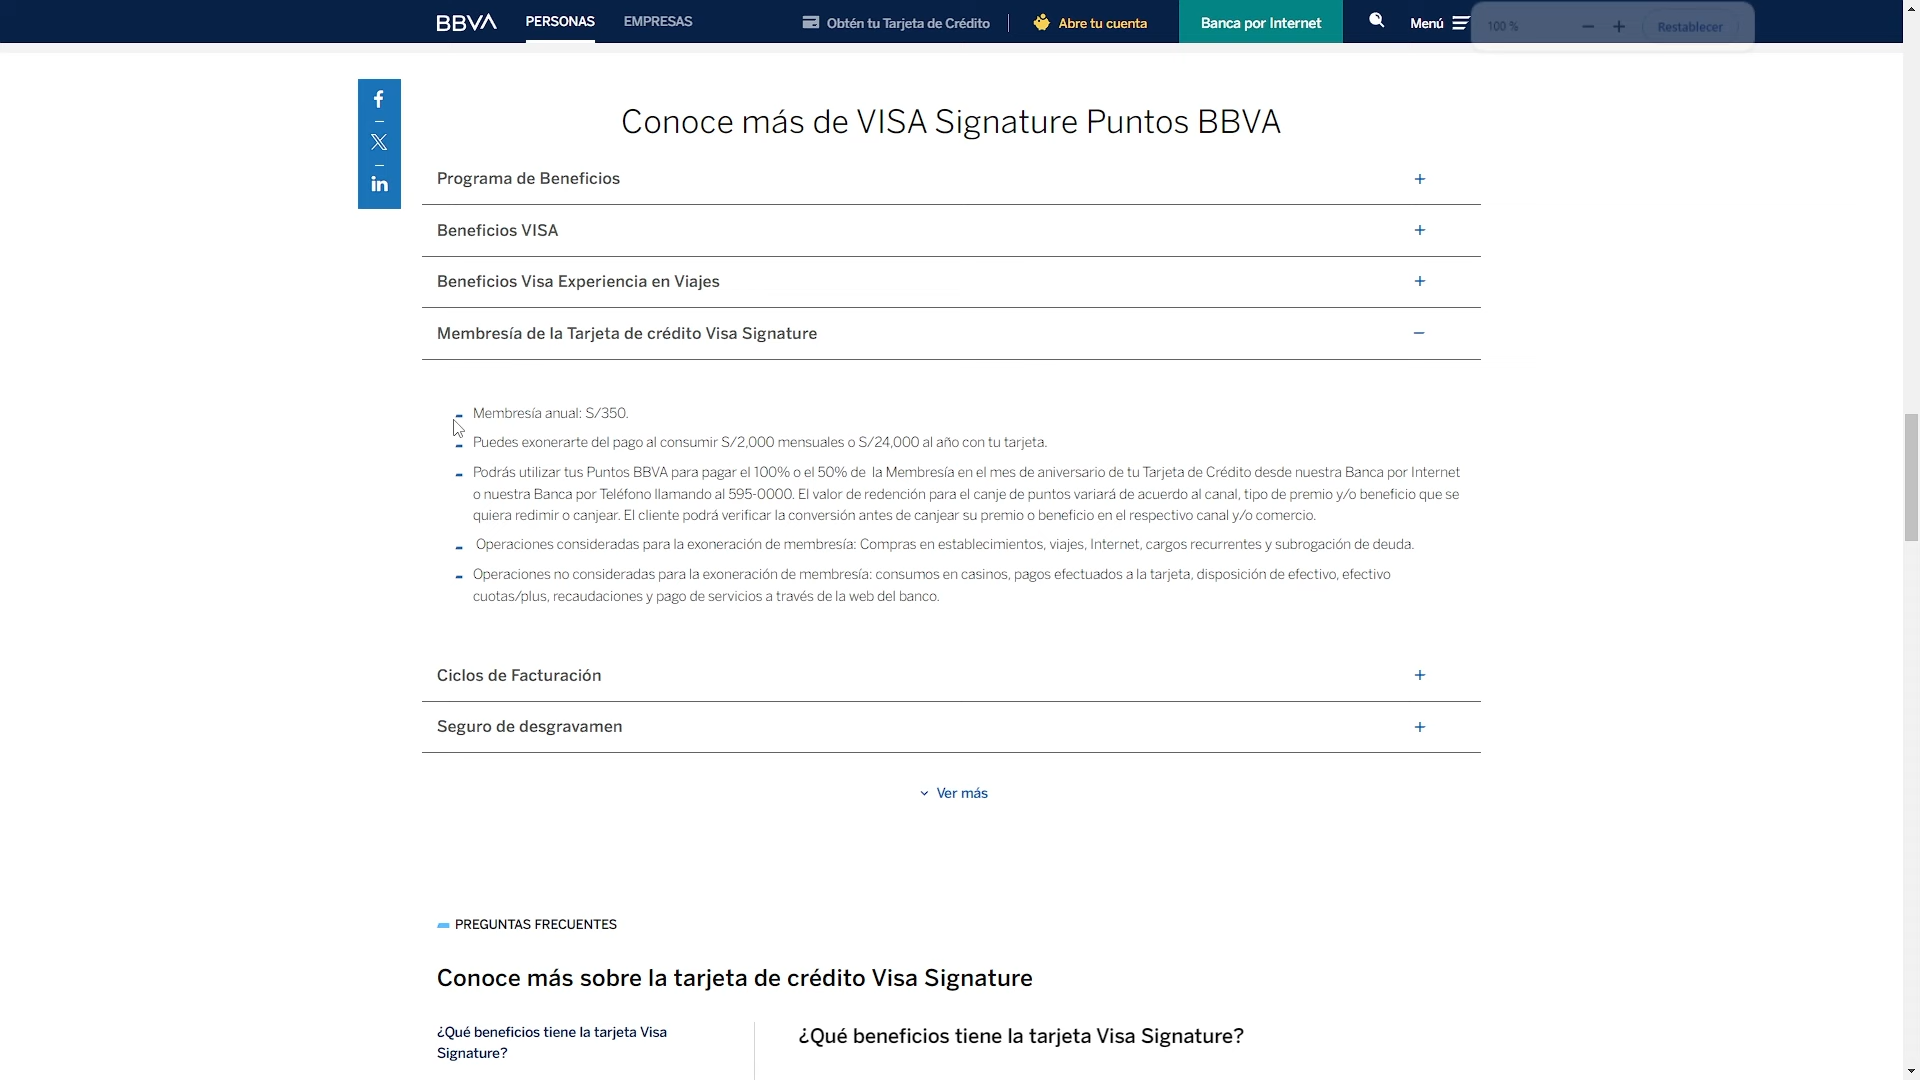 BBVA PERSONAS EMPRESAS Obtén tu Tarjeta de Crédito Abre tu cuenta Banca por Internet Menú 100 % Restablecer
Conoce más de VISA Signature Puntos BBVA
Programa de Beneficios
Beneficios VISA
Beneficios Visa Experiencia en Viajes
Membresía de la Tarjeta de crédito Visa Signature
Membresía anual: S/350.
Puedes exonerarte del pago al consumir S/2,000 mensuales o S/24,000 al año con tu tarjeta.
Podrás utilizar tus Puntos BBVA para pagar el 100% o el 50% de la Membresía en el mes de aniversario de tu Tarjeta de Crédito desde nuestra Banca por Internet
o nuestra Banca por Teléfono llamando al 595-0000. El valor de redención para el canje de puntos variará de acuerdo al canal, tipo de premio y/o beneficio que se
quiera redimir o canjear. El cliente podrá verificar la conversión antes de canjear su premio o beneficio en el respectivo canal y/o comercio.
Operaciones consideradas para la exoneración de membresía: Compras en establecimientos, viajes, Internet, cargos recurrentes y subrogación de deuda.
Operaciones no consideradas para la exoneración de membresía: consumos en casinos, pagos efectuados a la tarjeta, disposición de efectivo, efectivo
cuotas/plus, recaudaciones y pago de servicios a través de la web del banco.
Ciclos de Facturación
Seguro de desgravamen
Ver más
PREGUNTAS FRECUENTES
Conoce más sobre la tarjeta de crédito Visa Signature
¿Qué beneficios tiene la tarjeta Visa
Signature?
¿Qué beneficios tiene la tarjeta Visa Signature?